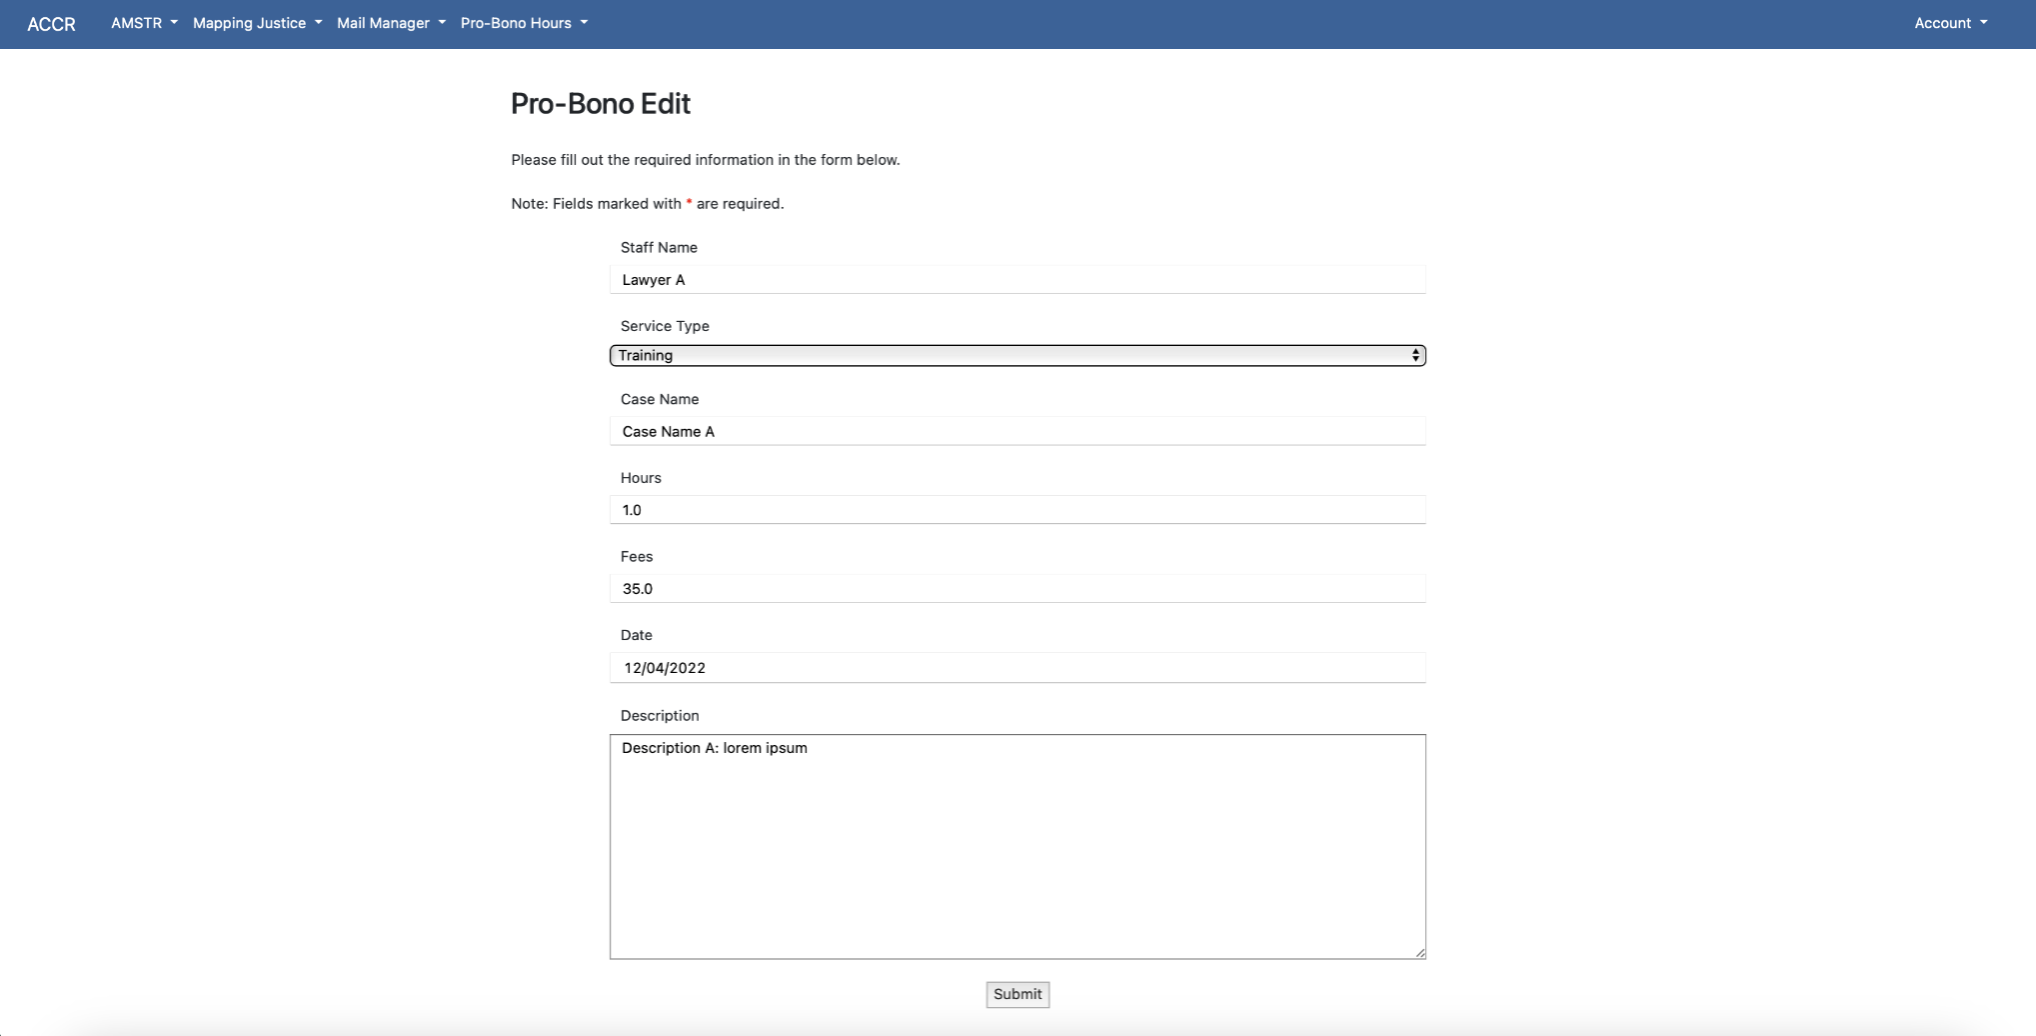 ACCR AMSTR Mapping Justice Mail Manager Pro-Bono Hours Account
Pro-Bono Edit
Please fill out the required information in the form below.
Note: Fields marked with * are required.
Staff Name
Lawyer A
Service Type
Training
Case Name
Case Name A
Hours
1.0
Fees
35.0
Date
12/04/2022
Description
Description A: lorem ipsum
Submit